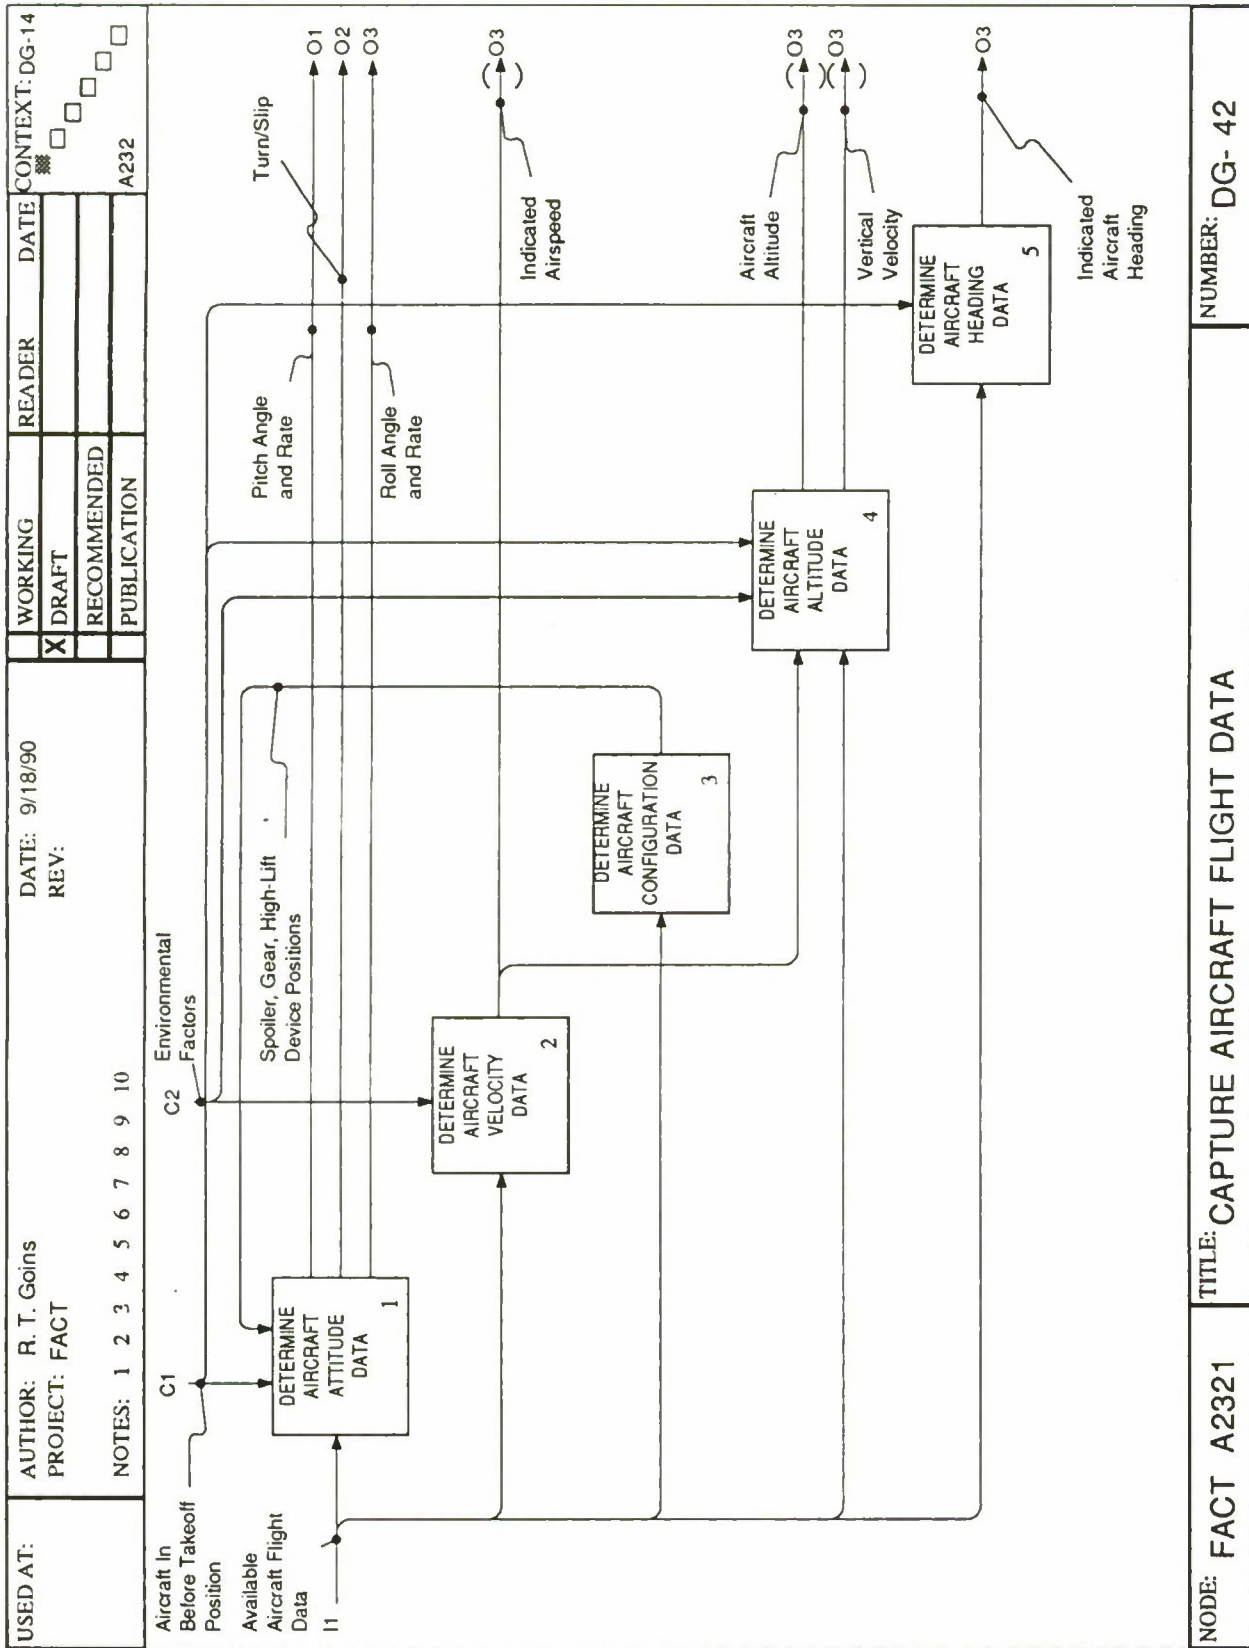 USED AT:
AUTHOR: R. T. Goins
PROJECT: FACT
DATE: 9/18/90
REV:
NOTES: 1 2 3 4 5 6 7 8 9 10
WORKING
X DRAFT
RECOMMENDED
PUBLICATION
READER
DATE
CONTEXT: DG-14
A232
Aircraft In
Before Takeoff
Position
C1
C2
Environmental
Factors
Available
Aircraft Flight
Data
I1
DETERMINE
AIRCRAFT
ATTITUDE
DATA
1
Spoiler, Gear, High-Lift
Device Positions
Pitch Angle
and Rate
Turn/Slip
Roll Angle
and Rate
O1
O2
O3
DETERMINE
AIRCRAFT
VELOCITY
DATA
2
Indicated
Airspeed
( O3 )
DETERMINE
AIRCRAFT
CONFIGURATION
DATA
3
DETERMINE
AIRCRAFT
ALTITUDE
DATA
4
Aircraft
Altitude
( O3 )
Vertical
Velocity
( O3 )
DETERMINE
AIRCRAFT
HEADING
DATA
5
O3
Indicated
Aircraft
Heading
NODE: FACT A2321
TITLE: CAPTURE AIRCRAFT FLIGHT DATA
NUMBER: DG- 42